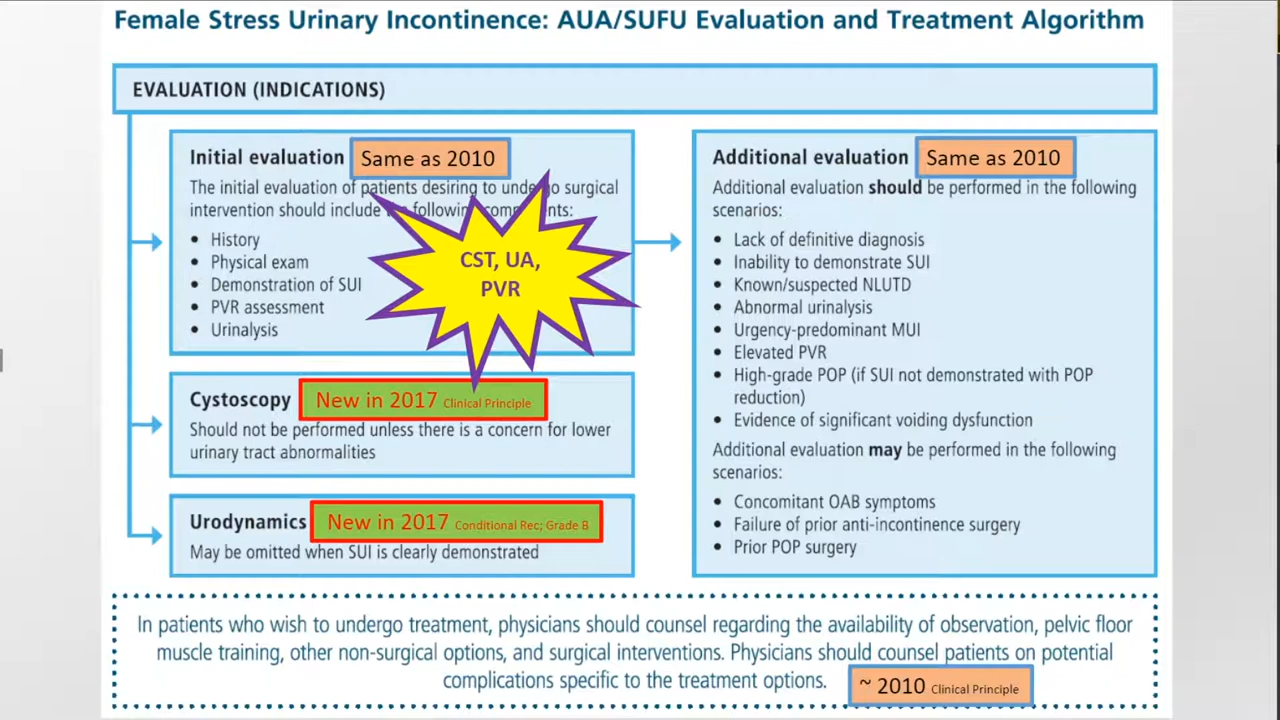 Female Stress Urinary Incontinence: AUA/SUFU Evaluation and Treatment Algorithm
EVALUATION (INDICATIONS)
Initial evaluation
Same as 2010
The initial evaluation of patients desiring to undergo surgical
intervention should include the following components:
• History
• Physical exam
• Demonstration of SUI
• PVR assessment
• Urinalysis
CST, UA,
PVR
Cystoscopy
New in 2017 Clinical Principle
Should not be performed unless there is a concern for lower
urinary tract abnormalities
Urodynamics
New in 2017 Conditional Rec; Grade B
May be omitted when SUI is clearly demonstrated
Additional evaluation
Same as 2010
Additional evaluation should be performed in the following
scenarios:
• Lack of definitive diagnosis
• Inability to demonstrate SUI
• Known/suspected NLUTD
• Abnormal urinalysis
• Urgency-predominant MUI
• Elevated PVR
• High-grade POP (if SUI not demonstrated with POP
reduction)
• Evidence of significant voiding dysfunction
Additional evaluation may be performed in the following
scenarios:
• Concomitant OAB symptoms
• Failure of prior anti-incontinence surgery
• Prior POP surgery
In patients who wish to undergo treatment, physicians should counsel regarding the availability of observation, pelvic floor
muscle training, other non-surgical options, and surgical interventions. Physicians should counsel patients on potential
complications specific to the treatment options.
~ 2010 Clinical Principle